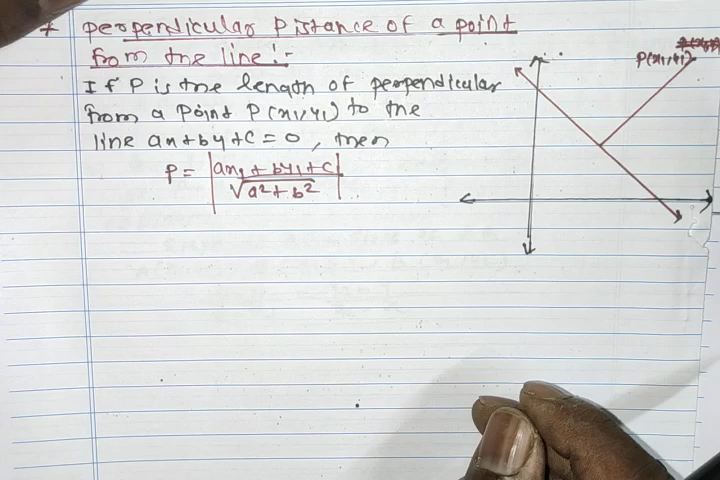 * perpendicular Distance of a point
from the line :-
If P is the length of perpendicular
from a point P(x1,y1) to the
line ax+by+c=0, then
P = |ax1+by1+c / √a²+b²|
P(x1,y1)